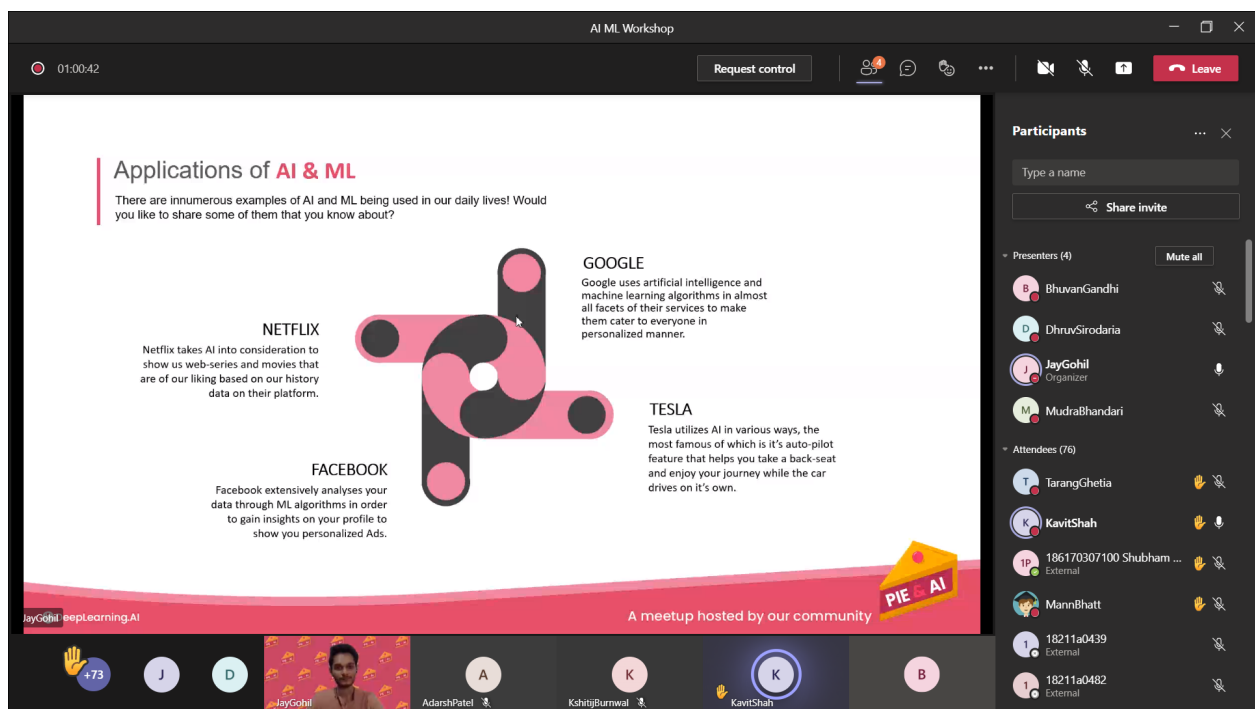 AI ML Workshop
01:00:42
Request control
4
Leave
Applications of AI & ML
There are innumerous examples of AI and ML being used in our daily lives! Would
you like to share some of them that you know about?
GOOGLE
Google uses artificial intelligence and
machine learning algorithms in almost
all facets of their services to make
them cater to everyone in
personalized manner.
NETFLIX
Netflix takes AI into consideration to
show us web-series and movies that
are of our liking based on our history
data on their platform.
TESLA
Tesla utilizes AI in various ways, the
most famous of which is it's auto-pilot
feature that helps you take a back-seat
and enjoy your journey while the car
drives on it's own.
FACEBOOK
Facebook extensively analyses your
data through ML algorithms in order
to gain insights on your profile to
show you personalized Ads.
PIE & AI
JayGohil
eepLearning.AI
A meetup hosted by our community
+73
J
D
JayGohil
A
AdarshPatel
K
KshitijBurnwal
K
KavitShah
B
Participants
Type a name
Share invite
Presenters (4)
Mute all
B
BhuvanGandhi
D
DhruvSirodaria
J
JayGohil
Organizer
M
MudraBhandari
Attendees (76)
T
TarangGhetia
K
KavitShah
1P
186170307100 Shubham ...
External
MannBhatt
1
18211a0439
External
1
18211a0482
External